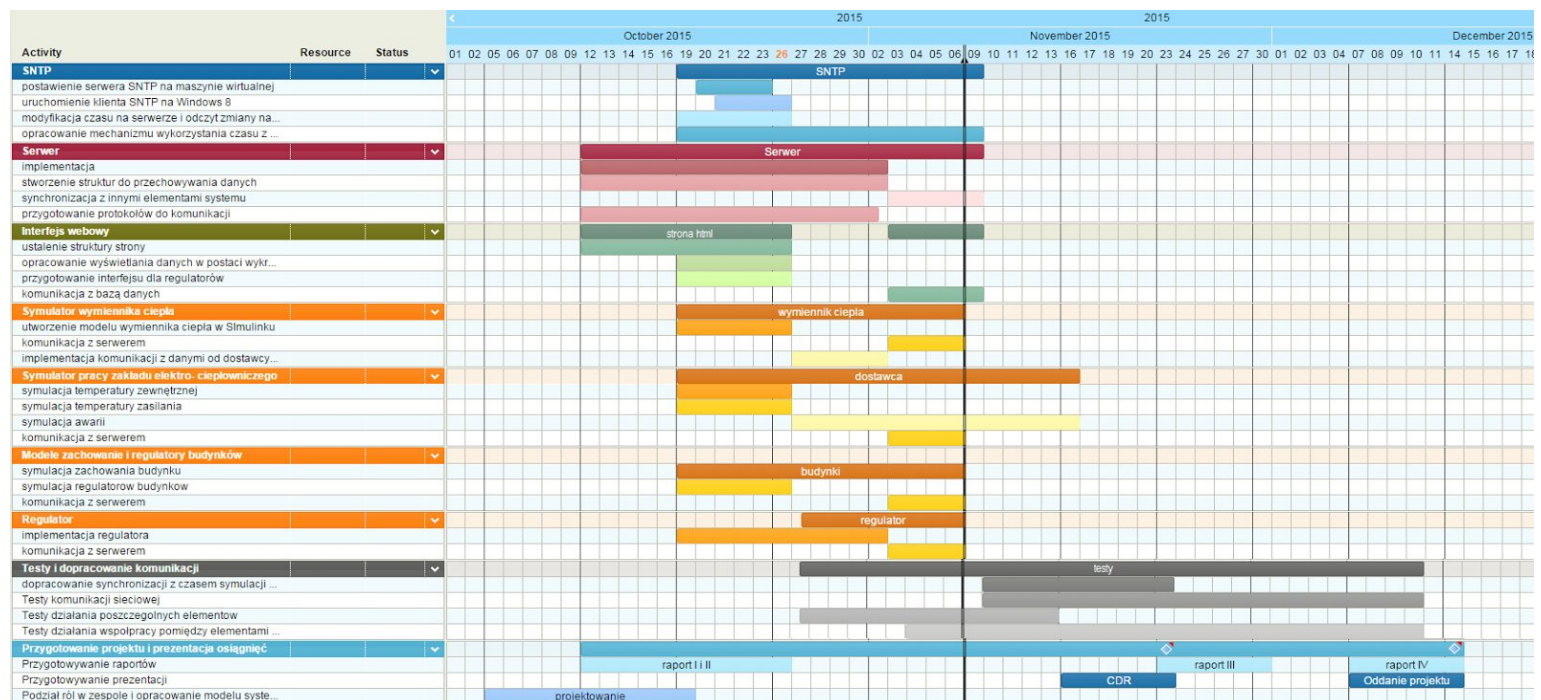 2015 2015
October 2015 November 2015 December 2015
Activity Resource Status 01 02 05 06 07 08 09 12 13 14 15 16 19 20 21 22 23 26 27 28 29 30 02 03 04 05 06 09 10 11 12 13 16 17 18 19 20 23 24 25 26 27 30 01 02 03 04 07 08 09 10 11 14 15 16 17 18
SNTP SNTP
postawienie serwera SNTP na maszynie wirtualnej
uruchomienie klienta SNTP na Windows 8
modyfikacja czasu na serwerze i odczyt zmiany na...
opracowanie mechanizmu wykorzystania czasu z ...
Serwer Serwer
implementacja
stworzenie struktur do przechowywania danych
synchronizacja z innymi elementami systemu
przygotowanie protokołów do komunikacji
Interfejs webowy strona html
ustalenie struktury strony
opracowanie wyświetlania danych w postaci wykr...
przygotowanie interfejsu dla regulatorów
komunikacja z bazą danych
Symulator wymiennika ciepła wymiennik ciepla
utworzenie modelu wymiennika ciepła w SImulinku
komunikacja z serwerem
implementacja komunikacji z danymi od dostawcy...
Symulator pracy zakładu elektro- ciepłowniczego dostawca
symulacja temperatury zewnętrznej
symulacja temperatury zasilania
symulacja awarii
komunikacja z serwerem
Modele zachowanie i regulatory budynków
symulacja zachowania budynku budynki
symulacja regulatorow budynkow
komunikacja z serwerem
Regulator regulator
implementacja regulatora
komunikacja z serwerem
Testy i dopracowanie komunikacji testy
dopracowanie synchronizacji z czasem symulacji ...
Testy komunikacji sieciowej
Testy działania poszczegolnych elementow
Testy działania wspołpracy pomiędzy elementami ...
Przygotowanie projektu i prezentacja osiągnięć
Przygotowywanie raportów raport I i II raport III raport IV
Przygotowywanie prezentacji CDR Oddanie projektu
Podział ról w zespole i opracowanie modelu syste... projektowanie